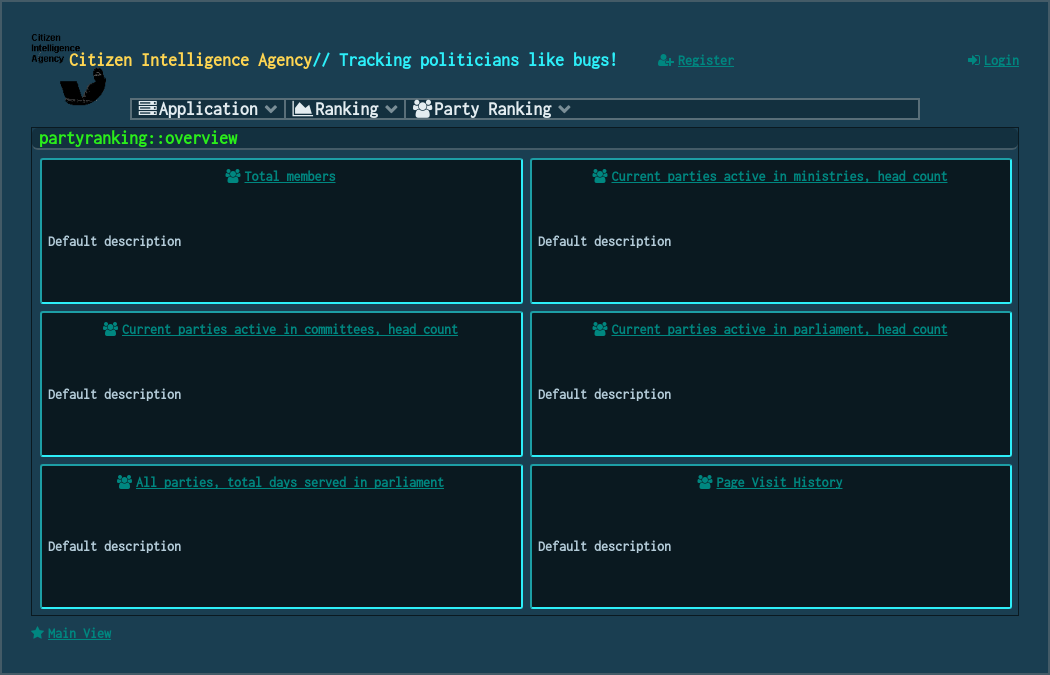 Citizen
Intelligence
Agency
Citizen Intelligence Agency// Tracking politicians like bugs!
Register
Login
Application
Ranking
Party Ranking
partyranking::overview
Total members
Current parties active in ministries, head count
Default description
Default description
Current parties active in committees, head count
Current parties active in parliament, head count
Default description
Default description
All parties, total days served in parliament
Page Visit History
Default description
Default description
Main View